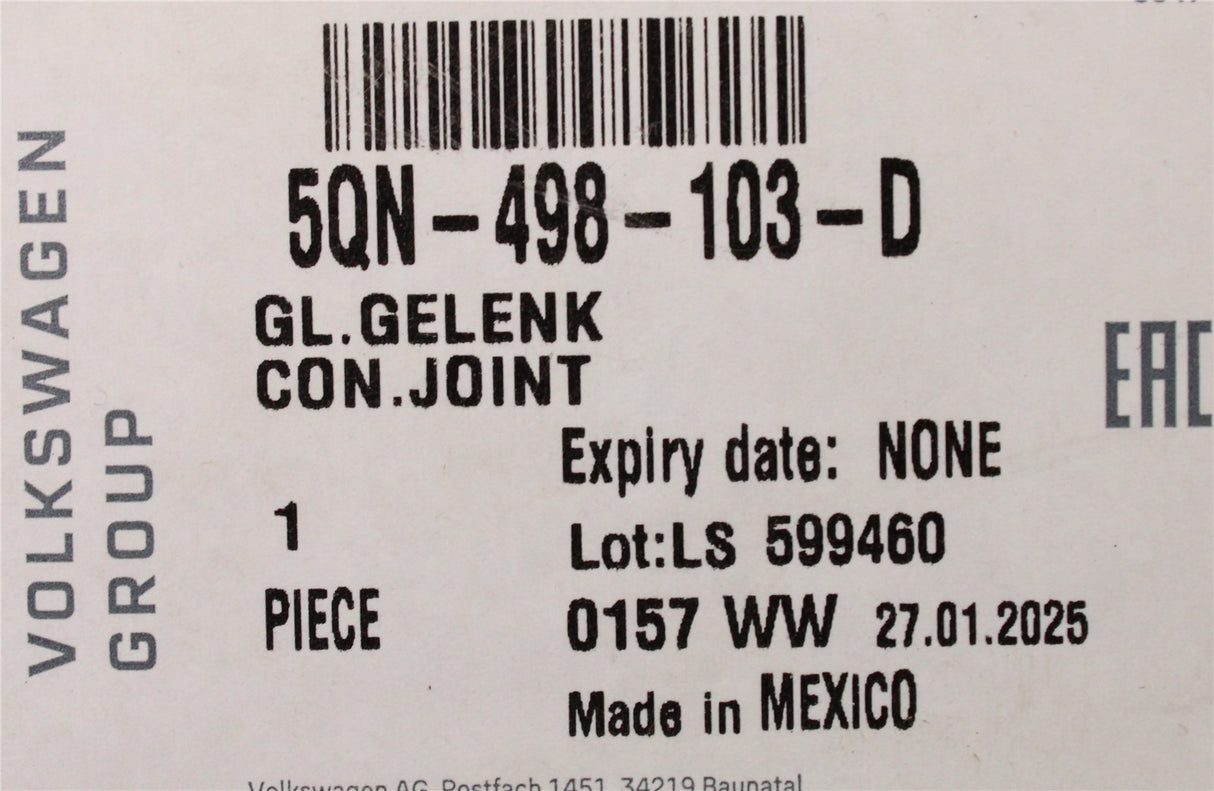 5QN-498-103-D
GL.GELENK
CON.JOINT
Expiry date: NONE
1
Lot:LS 599460
PIECE
0157 WW 27.01.2025
Made in MEXICO
VOLKSWAGEN
GROUP
EAC
Volkswagen AG, Postfach 1451, 34219 Baunatal